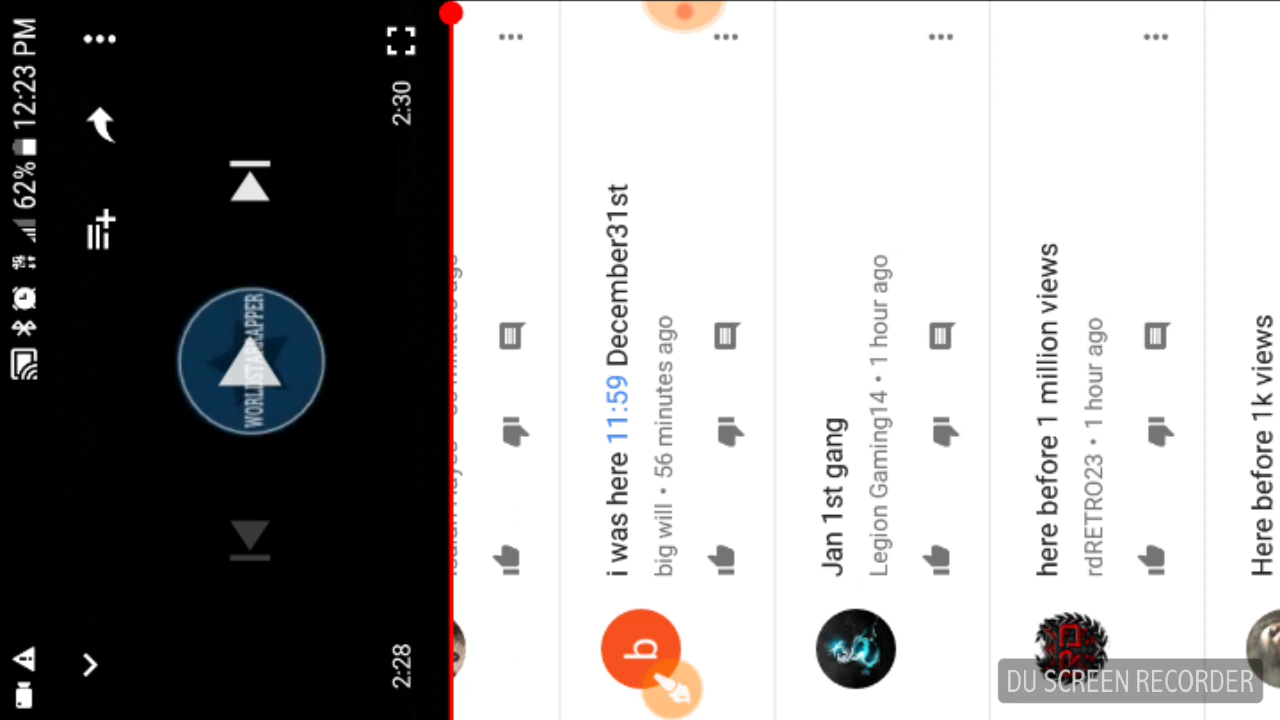 62% 12:23 PM
WORLDSTARRAPPER
2:28
2:30
i was here 11:59 December31st
big will • 56 minutes ago
Jan 1st gang
Legion Gaming14 • 1 hour ago
here before 1 million views
rdRETRO23 • 1 hour ago
Here before 1k views
b
DU SCREEN RECORDER